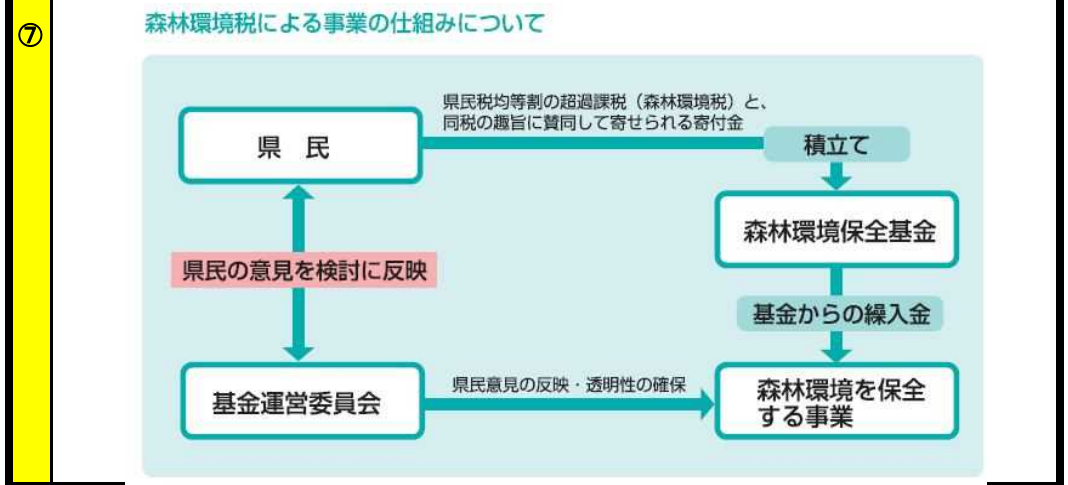 ⑦
森林環境税による事業の仕組みについて
県民税均等割の超過課税（森林環境税）と、
同税の趣旨に賛同して寄せられる寄付金
県 民
積立て
森林環境保全基金
県民の意見を検討に反映
基金からの繰入金
基金運営委員会
県民意見の反映・透明性の確保
森林環境を保全
する事業